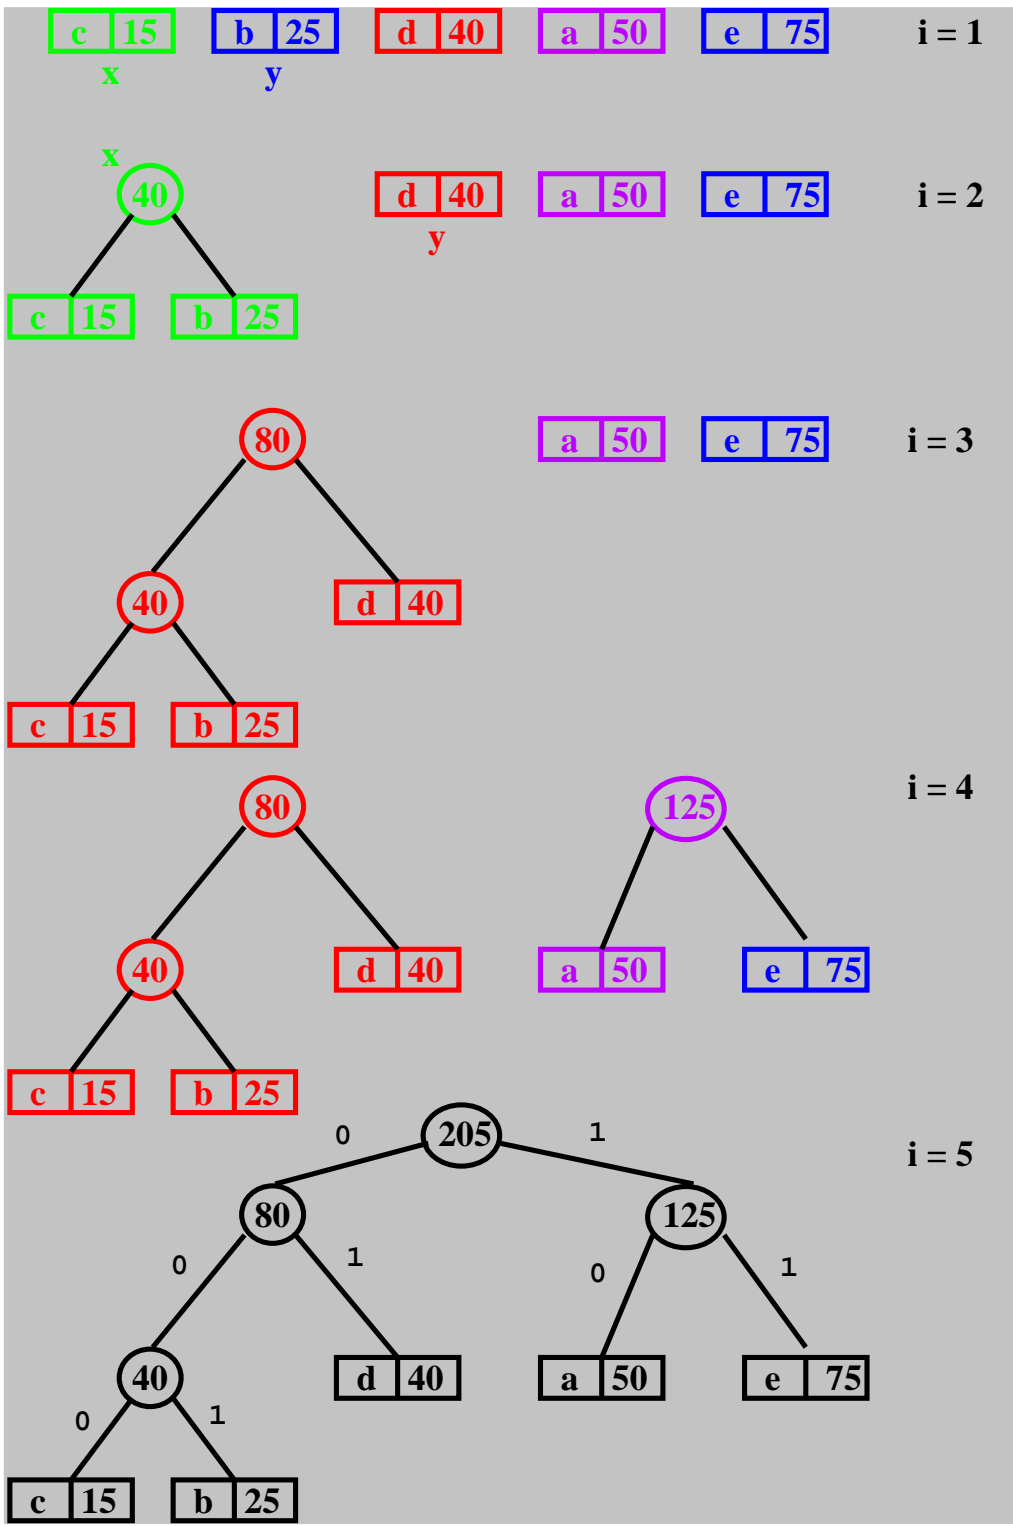 c 15 b 25 d 40 a 50 e 75 i = 1
x y
x
40 d 40 a 50 e 75 i = 2
y
c 15 b 25
80 a 50 e 75 i = 3
40 d 40
c 15 b 25
i = 4
80 125
40 d 40 a 50 e 75
c 15 b 25
0 205 1
i = 5
80 125
0 1 0 1
40 d 40 a 50 e 75
0 1
c 15 b 25